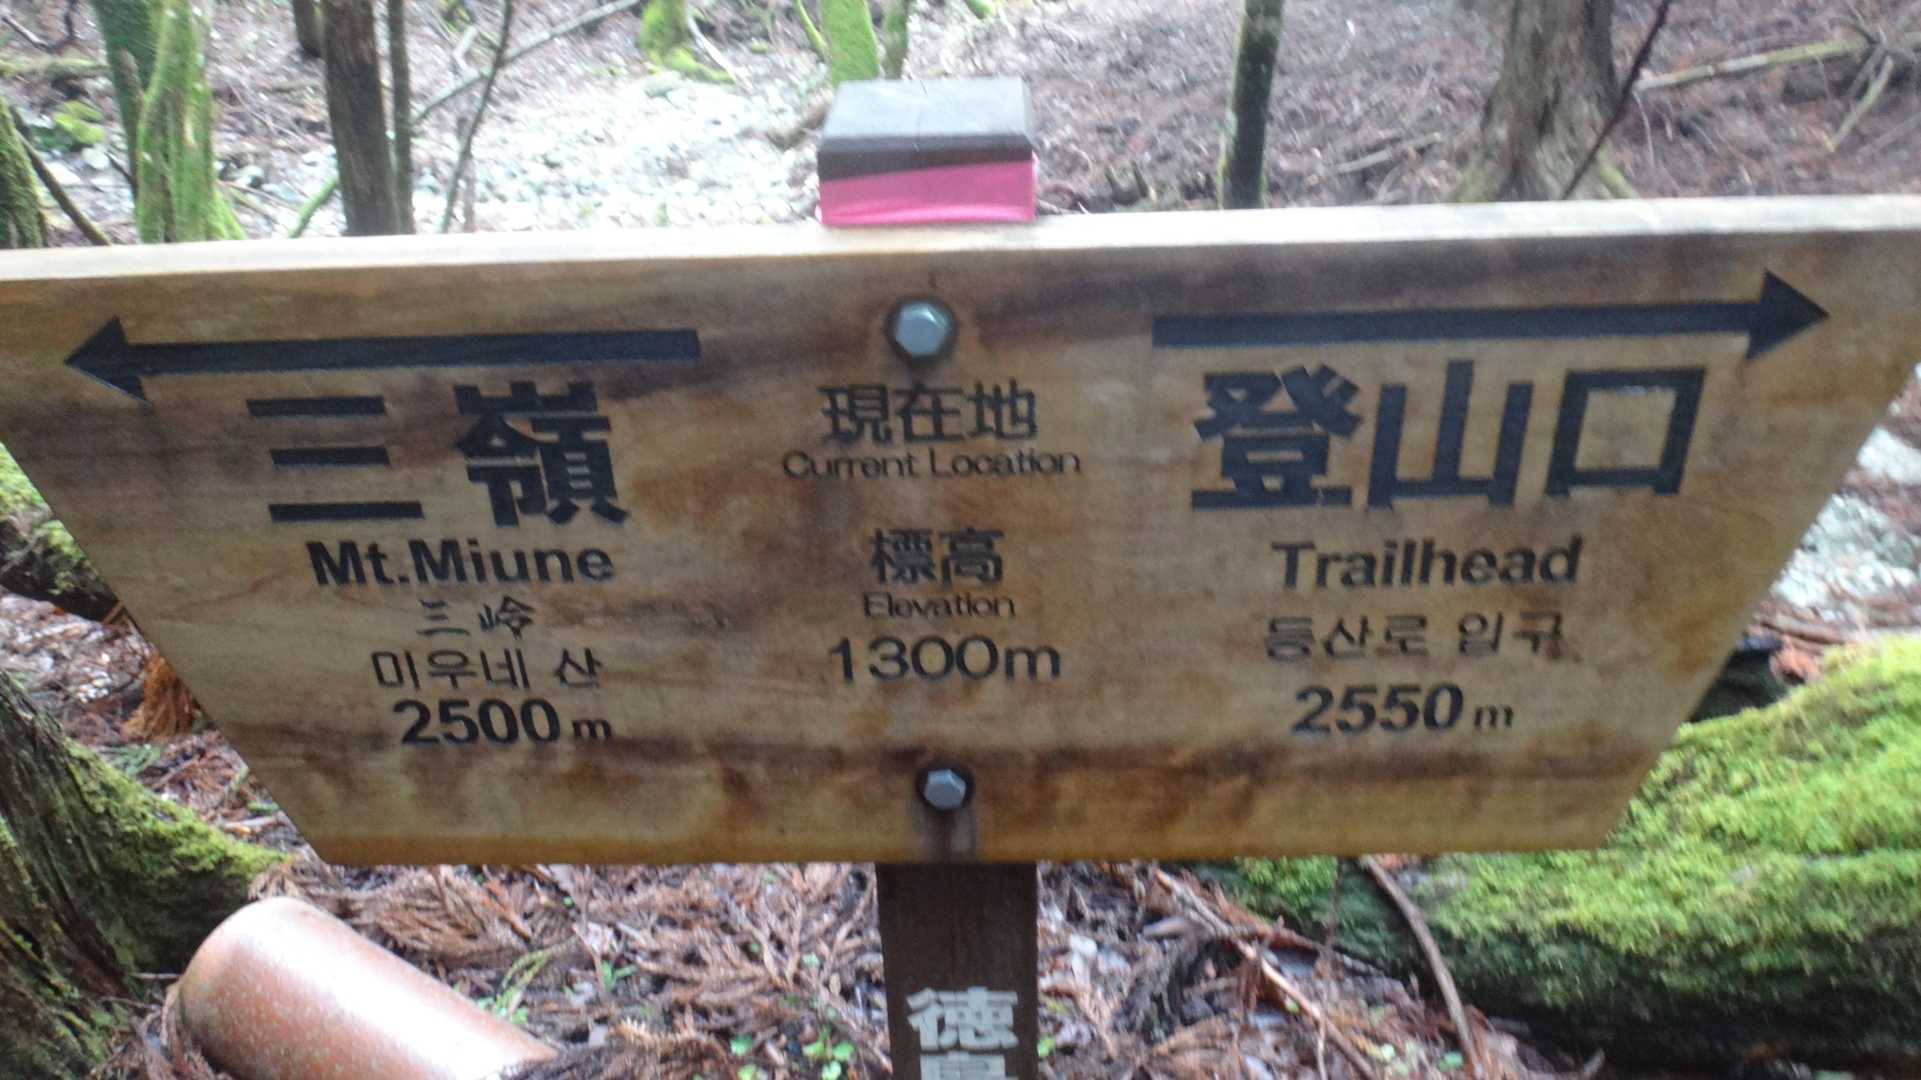 三嶺
Mt.Miune
三岭
미우네 산
2500m
現在地
Current Location
標高
Elevation
1300m
登山口
Trailhead
등산로 입구
2550m
徳島